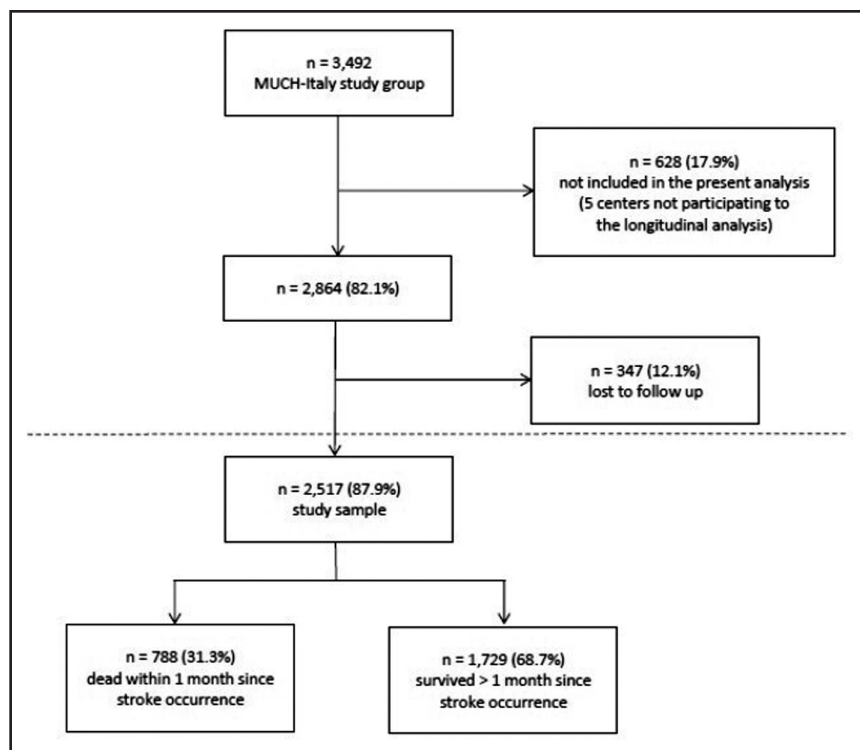 n = 3,492
MUCH-Italy study group
n = 628 (17.9%)
not included in the present analysis
(5 centers not participating to
the longitudinal analysis)
n = 2,864 (82.1%)
n = 347 (12.1%)
lost to follow up
n = 2,517 (87.9%)
study sample
n = 788 (31.3%)
dead within 1 month since
stroke occurrence
n = 1,729 (68.7%)
survived > 1 month since
stroke occurrence